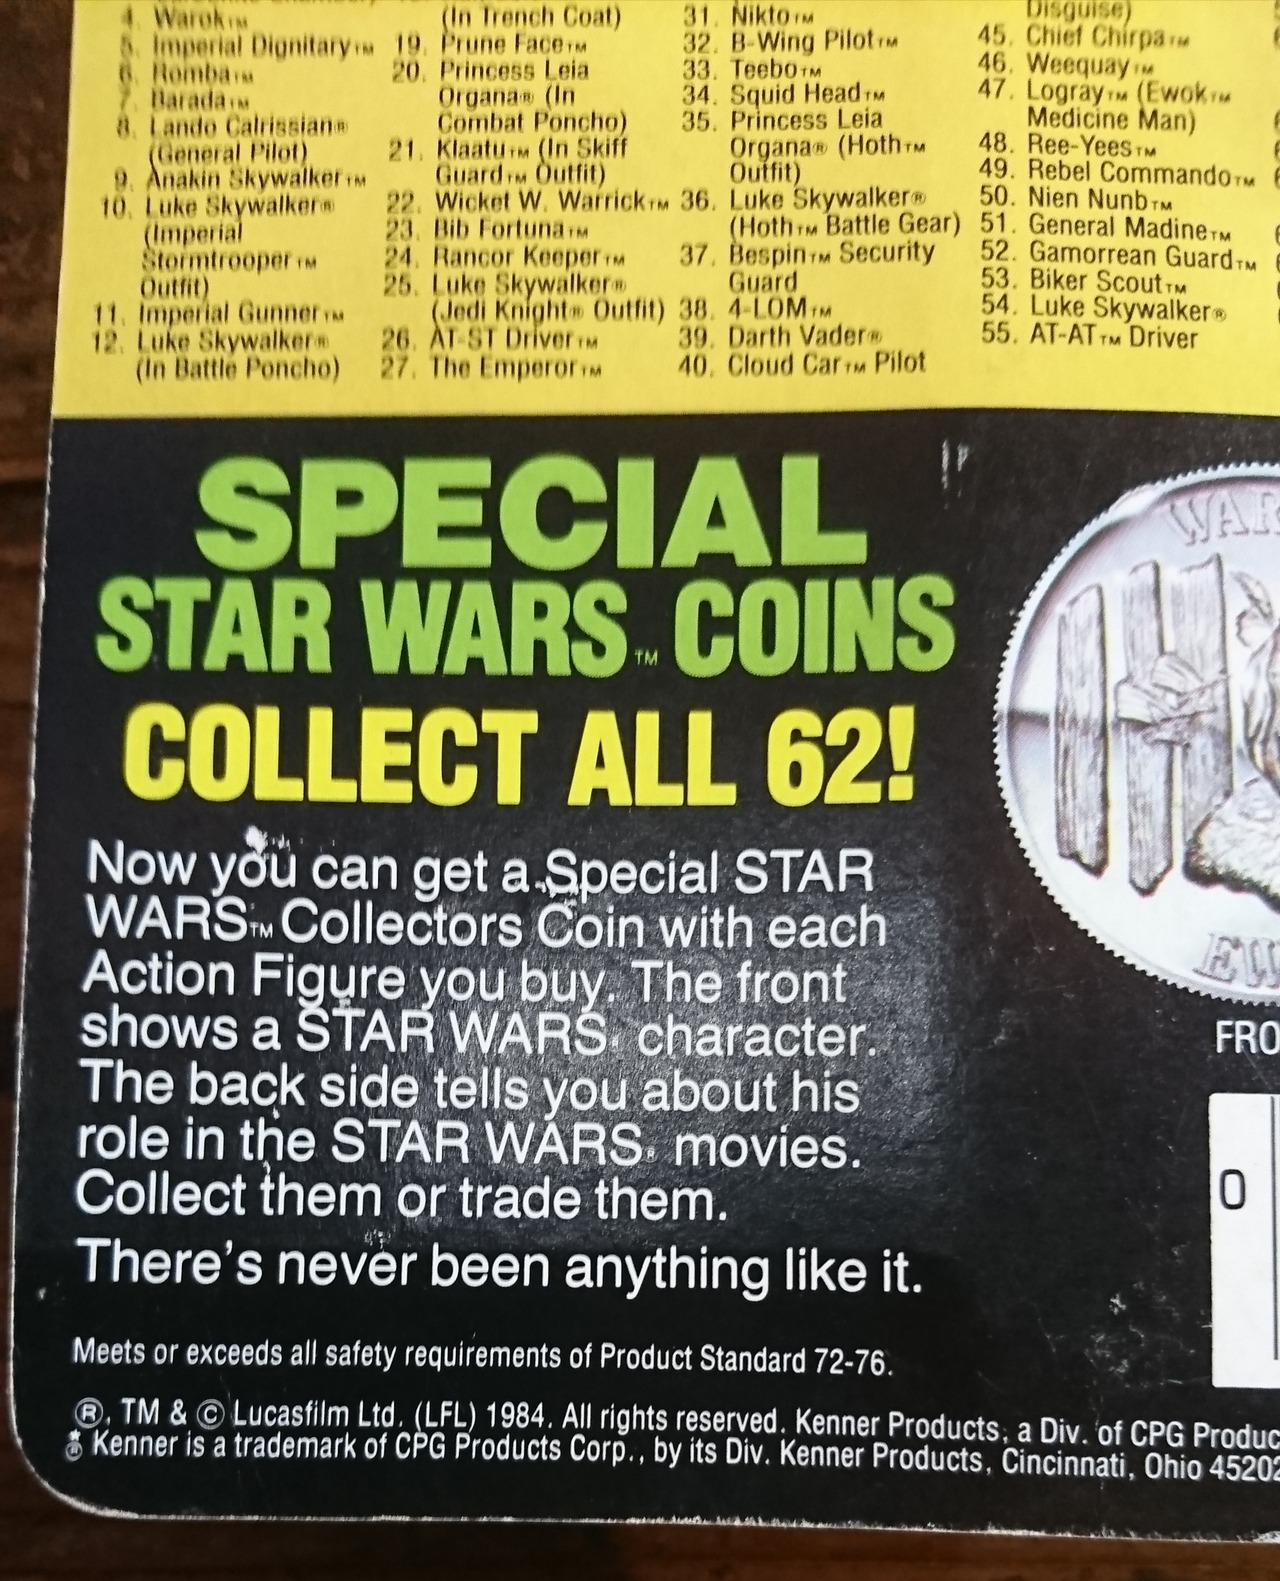 4. Warok™
5. Imperial Dignitary™
6. Romba™
7. Barada™
8. Lando Calrissian®
(General Pilot)
9. Anakin Skywalker™
10. Luke Skywalker®
(Imperial
Stormtrooper™
Outfit)
11. Imperial Gunner™
12. Luke Skywalker®
(In Battle Poncho)
(In Trench Coat)
19. Prune Face™
20. Princess Leia
Organa® (In
Combat Poncho)
21. Klaatu™ (In Skiff
Guard™ Outfit)
22. Wicket W. Warrick™
23. Bib Fortuna™
24. Rancor Keeper™
25. Luke Skywalker®
(Jedi Knight® Outfit)
26. AT-ST Driver™
27. The Emperor™
31. Nikto™
32. B-Wing Pilot™
33. Teebo™
34. Squid Head™
35. Princess Leia
Organa® (Hoth™
Outfit)
36. Luke Skywalker®
(Hoth™ Battle Gear)
37. Bespin™ Security
Guard
38. 4-LOM™
39. Darth Vader®
40. Cloud Car™ Pilot
Disguise)
45. Chief Chirpa™
46. Weequay™
47. Logray™ (Ewok™
Medicine Man)
48. Ree-Yees™
49. Rebel Commando™
50. Nien Nunb™
51. General Madine™
52. Gamorrean Guard™
53. Biker Scout™
54. Luke Skywalker®
55. AT-AT™ Driver
SPECIAL
STAR WARS™ COINS
COLLECT ALL 62!
Now you can get a Special STAR
WARS™ Collectors Coin with each
Action Figure you buy. The front
shows a STAR WARS® character.
The back side tells you about his
role in the STAR WARS® movies.
Collect them or trade them.
There's never been anything like it.
WAR
EW
FRO
0
Meets or exceeds all safety requirements of Product Standard 72-76.
®, TM & © Lucasfilm Ltd. (LFL) 1984. All rights reserved. Kenner Products, a Div. of CPG Produc
Kenner is a trademark of CPG Products Corp., by its Div. Kenner Products, Cincinnati, Ohio 45202